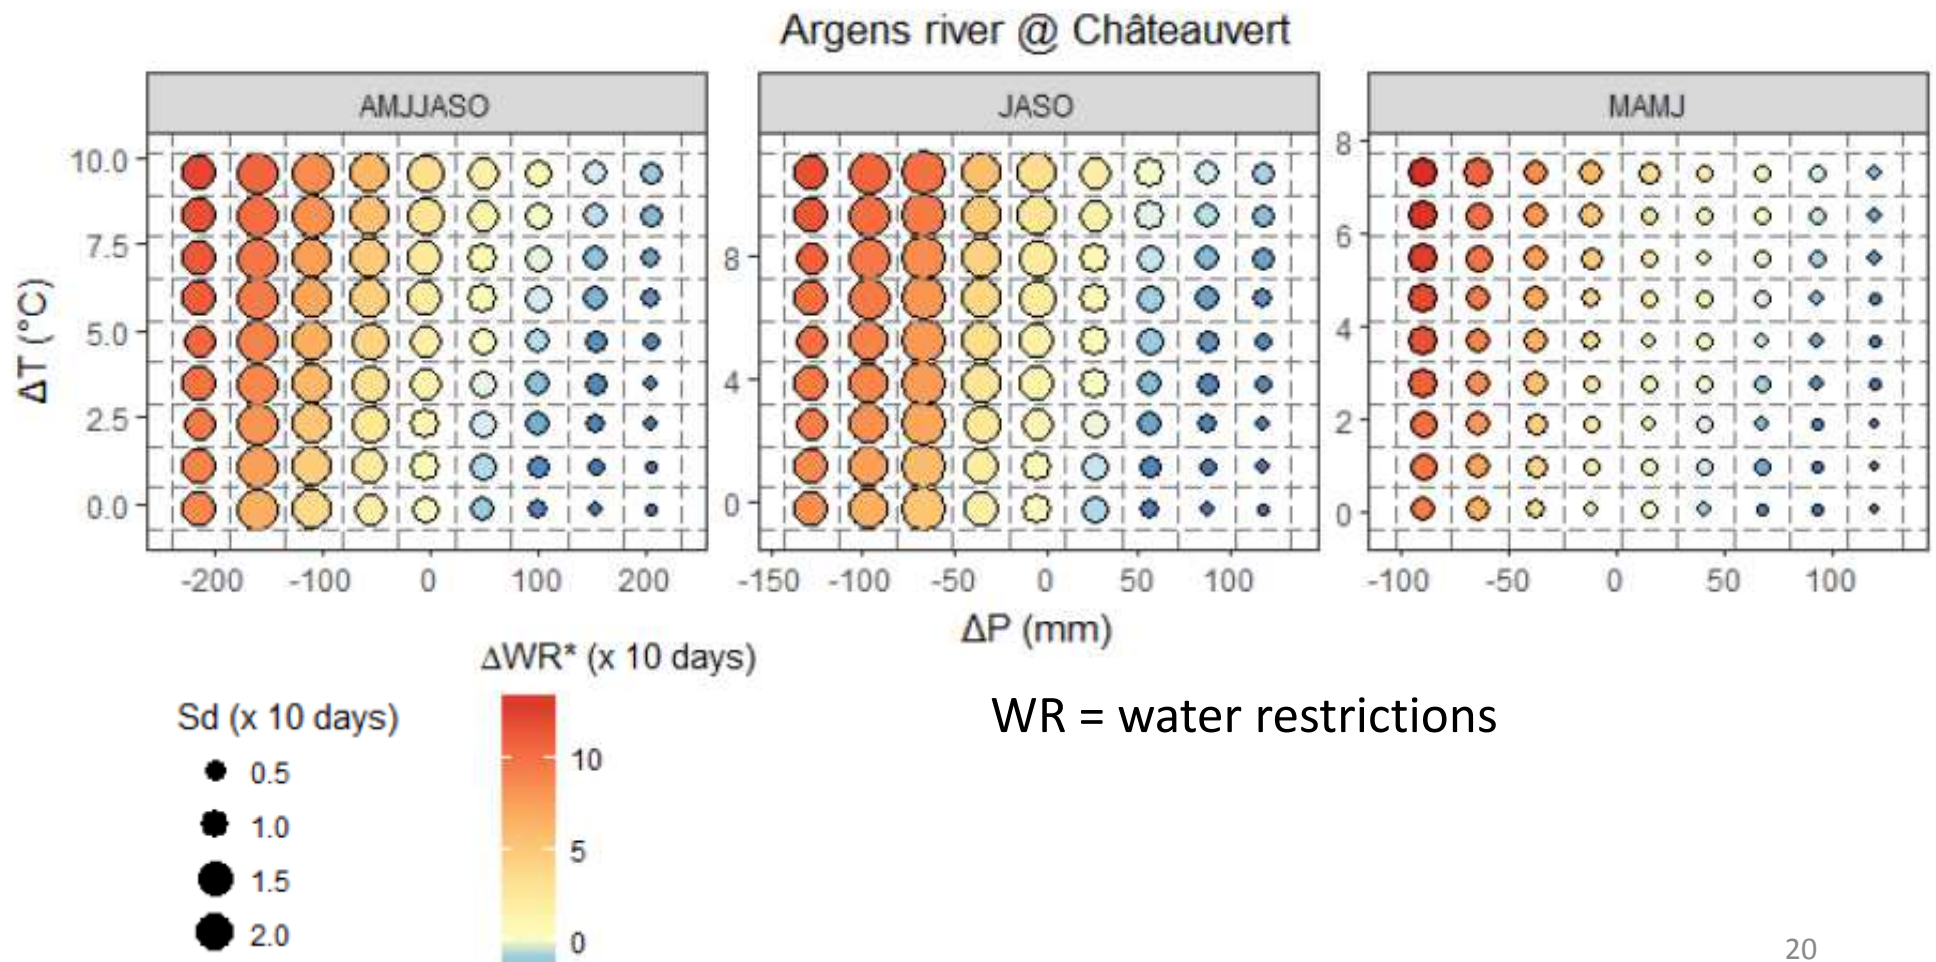 Argens river @ Châteauvert
AMJJASO
JASO
MAMJ
ΔT (°C)
10.0
7.5
5.0
2.5
0.0
8
4
0
8
6
4
2
0
-200 -100 0 100 200
-150 -100 -50 0 50 100
-100 -50 0 50 100
ΔP (mm)
ΔWR* (x 10 days)
10
5
0
Sd (x 10 days)
0.5
1.0
1.5
2.0
WR = water restrictions
20